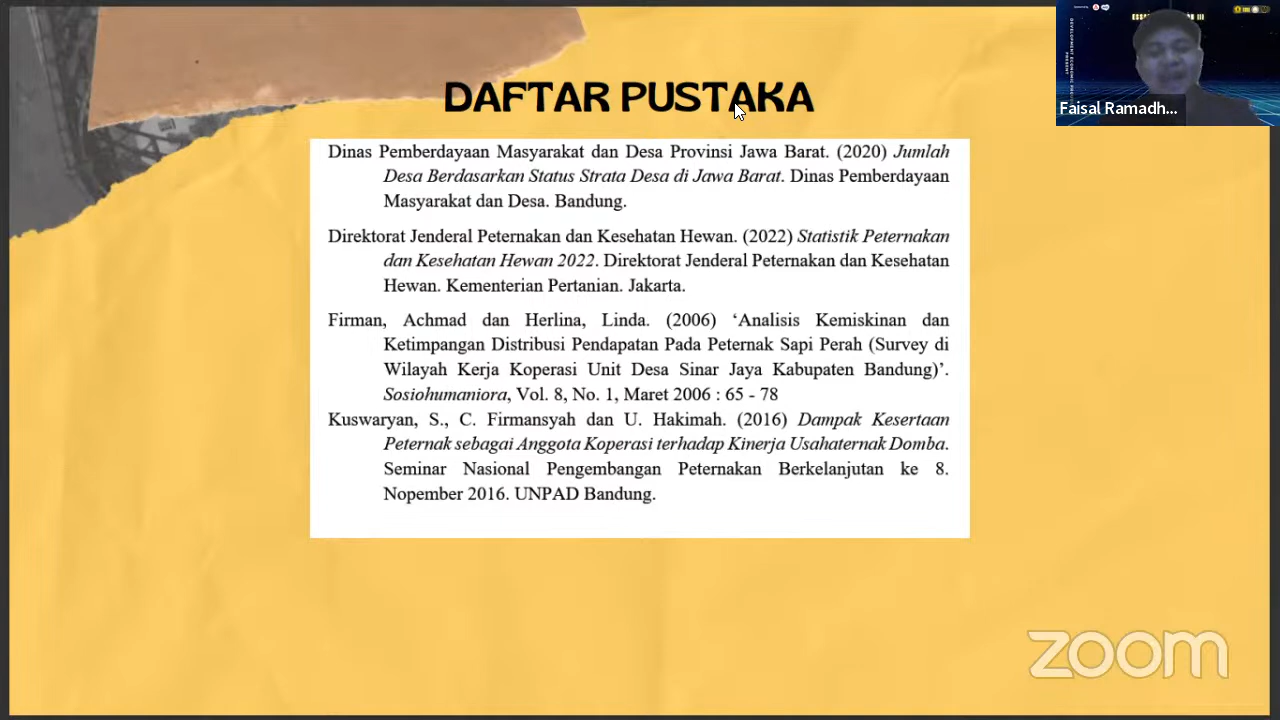 DAFTAR PUSTAKA
Dinas Pemberdayaan Masyarakat dan Desa Provinsi Jawa Barat. (2020) Jumlah
Desa Berdasarkan Status Strata Desa di Jawa Barat. Dinas Pemberdayaan
Masyarakat dan Desa. Bandung.
Direktorat Jenderal Peternakan dan Kesehatan Hewan. (2022) Statistik Peternakan
dan Kesehatan Hewan 2022. Direktorat Jenderal Peternakan dan Kesehatan
Hewan. Kementerian Pertanian. Jakarta.
Firman, Achmad dan Herlina, Linda. (2006) ‘Analisis Kemiskinan dan
Ketimpangan Distribusi Pendapatan Pada Peternak Sapi Perah (Survey di
Wilayah Kerja Koperasi Unit Desa Sinar Jaya Kabupaten Bandung)’.
Sosiohumaniora, Vol. 8, No. 1, Maret 2006 : 65 - 78
Kuswaryan, S., C. Firmansyah dan U. Hakimah. (2016) Dampak Kesertaan
Peternak sebagai Anggota Koperasi terhadap Kinerja Usahaternak Domba.
Seminar Nasional Pengembangan Peternakan Berkelanjutan ke 8.
Nopember 2016. UNPAD Bandung.
DEVELOPMENT ECONOMIC
PRESENT
Faisal Ramadh...
zoom